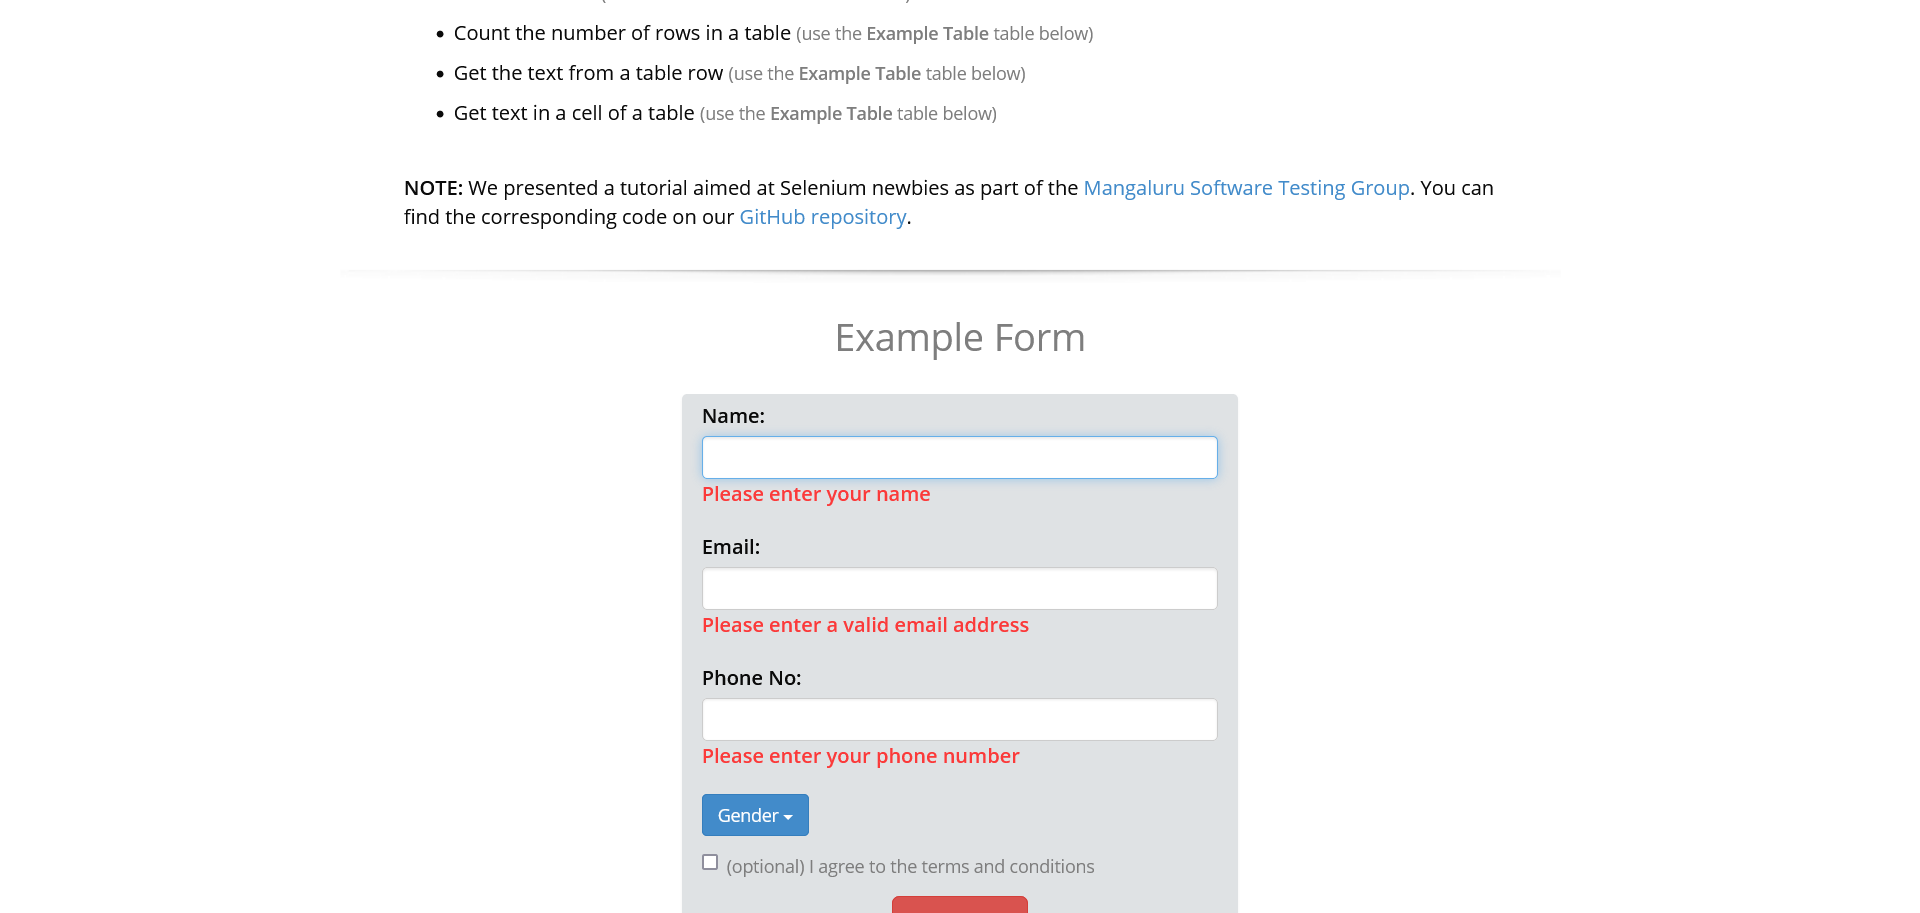 Count the number of rows in a table (use the Example Table table below)
Get the text from a table row (use the Example Table table below)
Get text in a cell of a table (use the Example Table table below)
NOTE: We presented a tutorial aimed at Selenium newbies as part of the Mangaluru Software Testing Group. You can
find the corresponding code on our GitHub repository.
Example Form
Name:
Please enter your name
Email:
Please enter a valid email address
Phone No:
Please enter your phone number
Gender
(optional) I agree to the terms and conditions